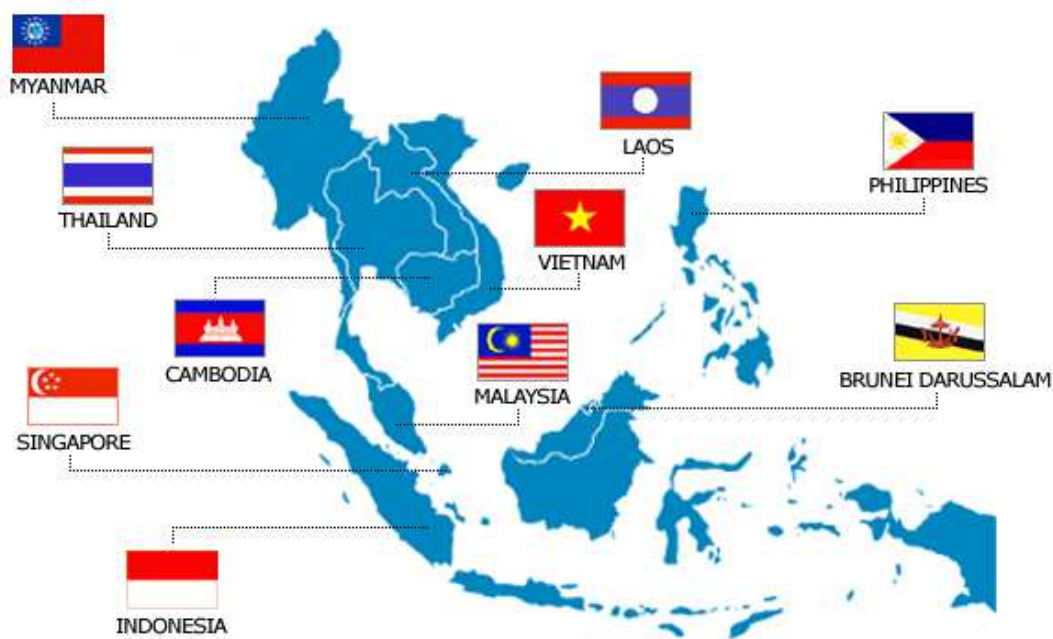 MYANMAR
LAOS
PHILIPPINES
THAILAND
VIETNAM
CAMBODIA
MALAYSIA
BRUNEI DARUSSALAM
SINGAPORE
INDONESIA